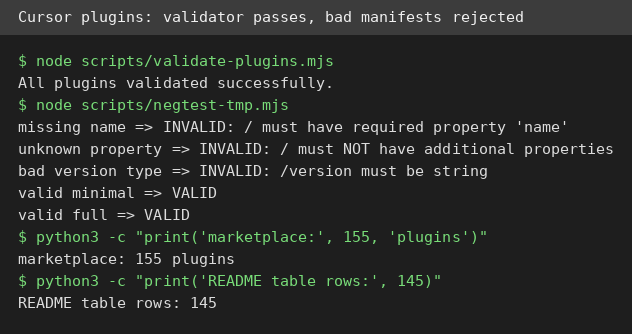 Cursor plugins: validator passes, bad manifests rejected
$ node scripts/validate-plugins.mjs
All plugins validated successfully.
$ node scripts/negtest-tmp.mjs
missing name => INVALID: / must have required property 'name'
unknown property => INVALID: / must NOT have additional properties
bad version type => INVALID: /version must be string
valid minimal => VALID
valid full => VALID
$ python3 -c "print('marketplace:', 155, 'plugins')"
marketplace: 155 plugins
$ python3 -c "print('README table rows:', 145)"
README table rows: 145